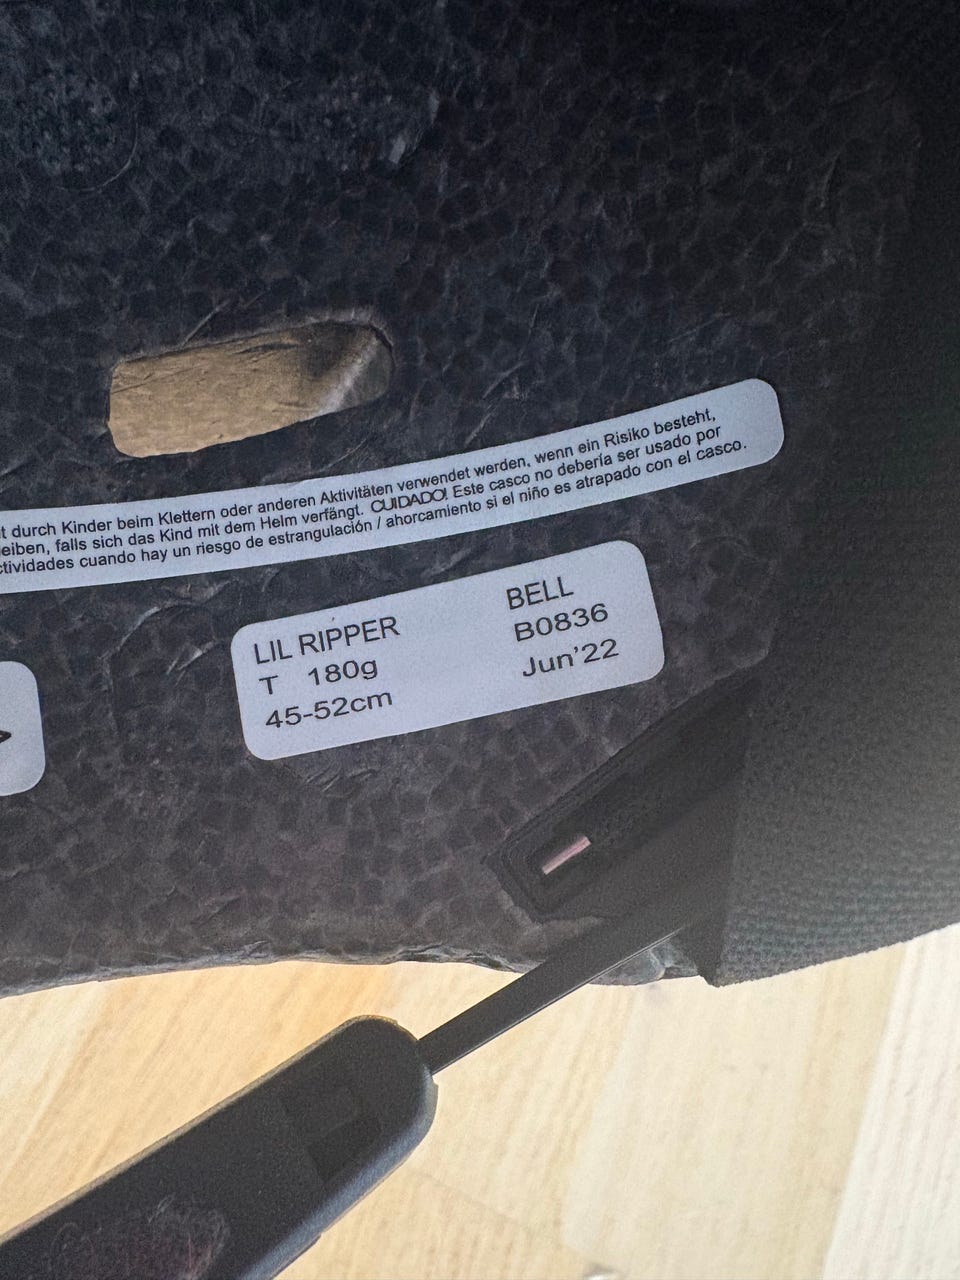 durch Kinder beim Klettern oder anderen Aktivitäten verwendet werden, wenn ein Risiko besteht,
falls sich das Kind mit dem Helm verfängt. CUIDADO! Este casco no debería ser usado por
cuando hay un riesgo de estrangulación / ahorcamiento si el niño es atrapado con el casco.
LIL RIPPER BELL
T 180g B0836
45-52cm Jun'22